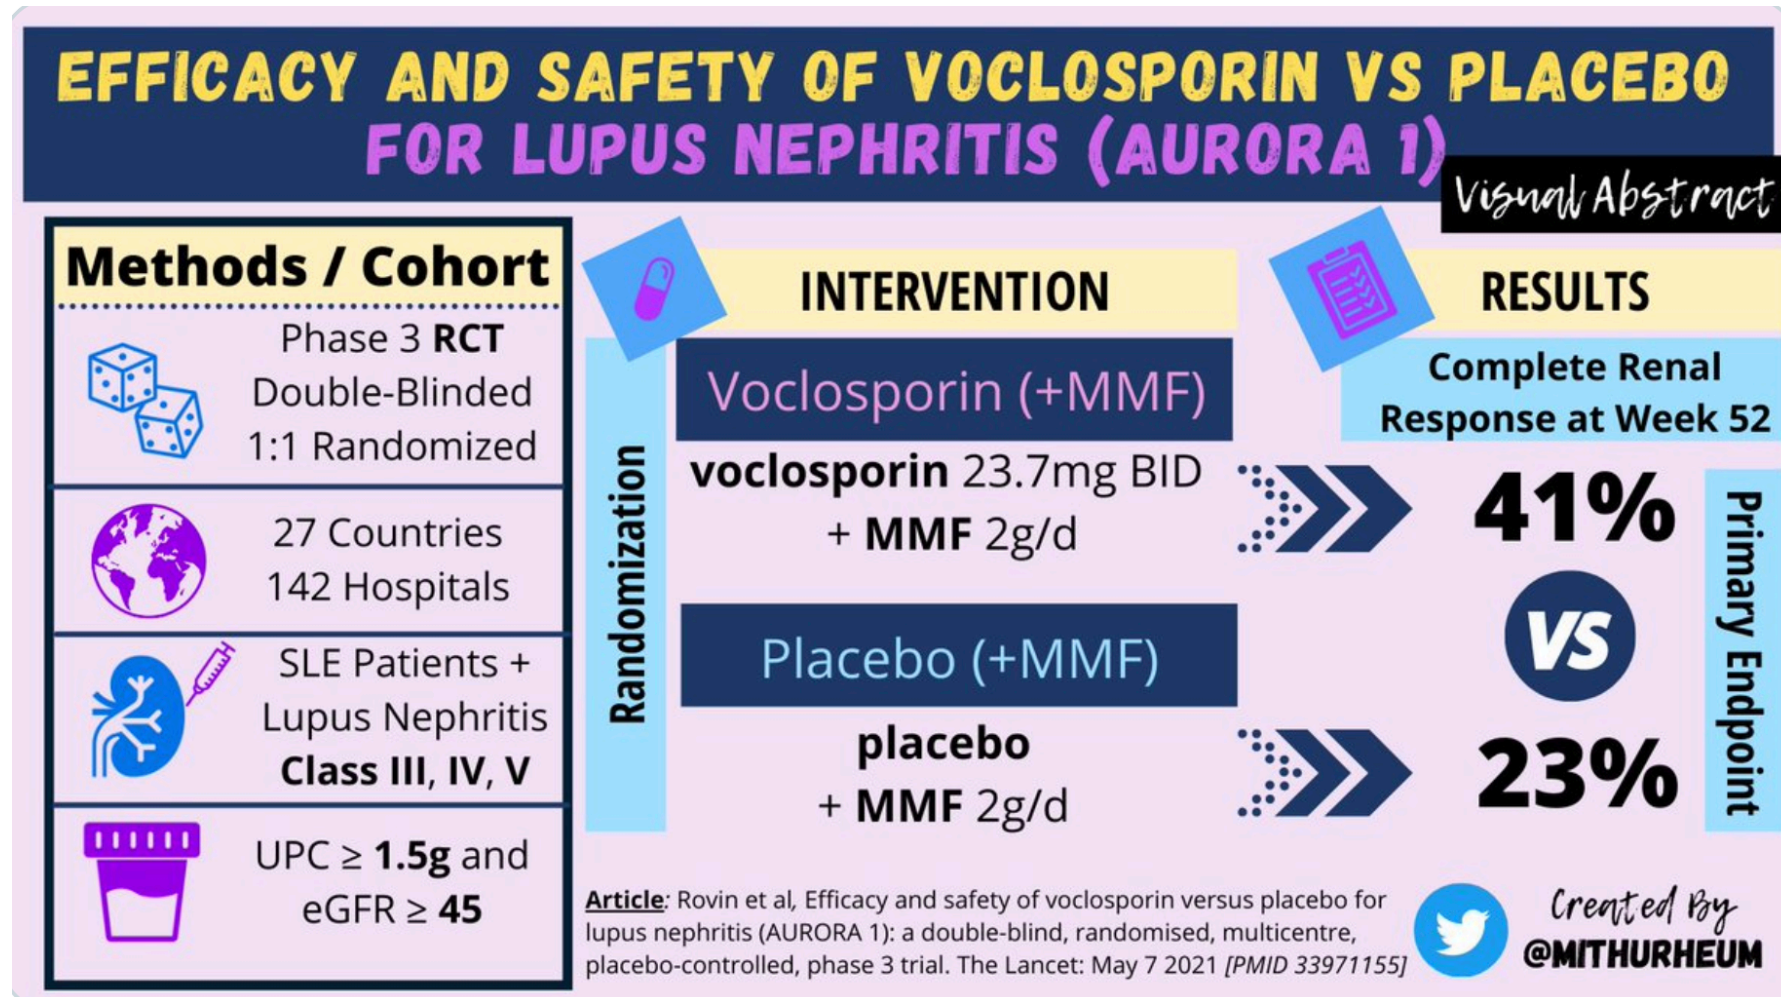 EFFICACY AND SAFETY OF VOCLOSPORIN VS PLACEBO
FOR LUPUS NEPHRITIS (AURORA 1)
Visual Abstract
Methods / Cohort
Phase 3 RCT
Double-Blinded
1:1 Randomized
27 Countries
142 Hospitals
SLE Patients +
Lupus Nephritis
Class III, IV, V
UPC ≥ 1.5g and
eGFR ≥ 45
Randomization
INTERVENTION
Voclosporin (+MMF)
voclosporin 23.7mg BID
+ MMF 2g/d
Placebo (+MMF)
placebo
+ MMF 2g/d
RESULTS
Complete Renal
Response at Week 52
41%
VS
23%
Primary Endpoint
Article: Rovin et al, Efficacy and safety of voclosporin versus placebo for
lupus nephritis (AURORA 1): a double-blind, randomised, multicentre,
placebo-controlled, phase 3 trial. The Lancet: May 7 2021 [PMID 33971155]
Created By
@MITHURHEUM